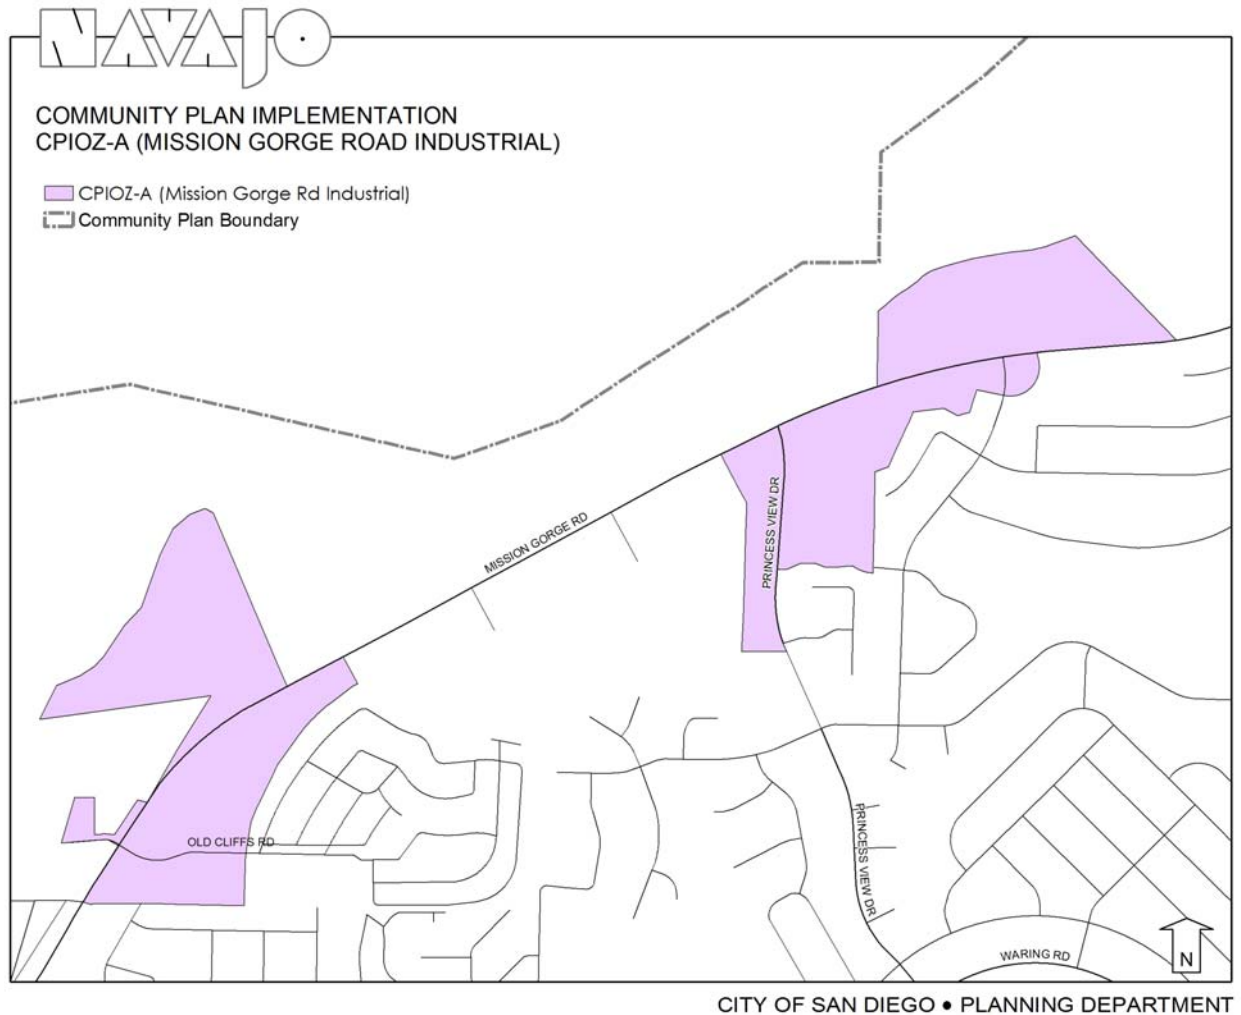 NAVAJO
COMMUNITY PLAN IMPLEMENTATION
CPIOZ-A (MISSION GORGE ROAD INDUSTRIAL)
CPIOZ-A (Mission Gorge Rd Industrial)
Community Plan Boundary
MISSION GORGE RD
PRINCESS VIEW DR
OLD CLIFFS RD
PRINCESS VIEW DR
WARING RD
N
CITY OF SAN DIEGO • PLANNING DEPARTMENT